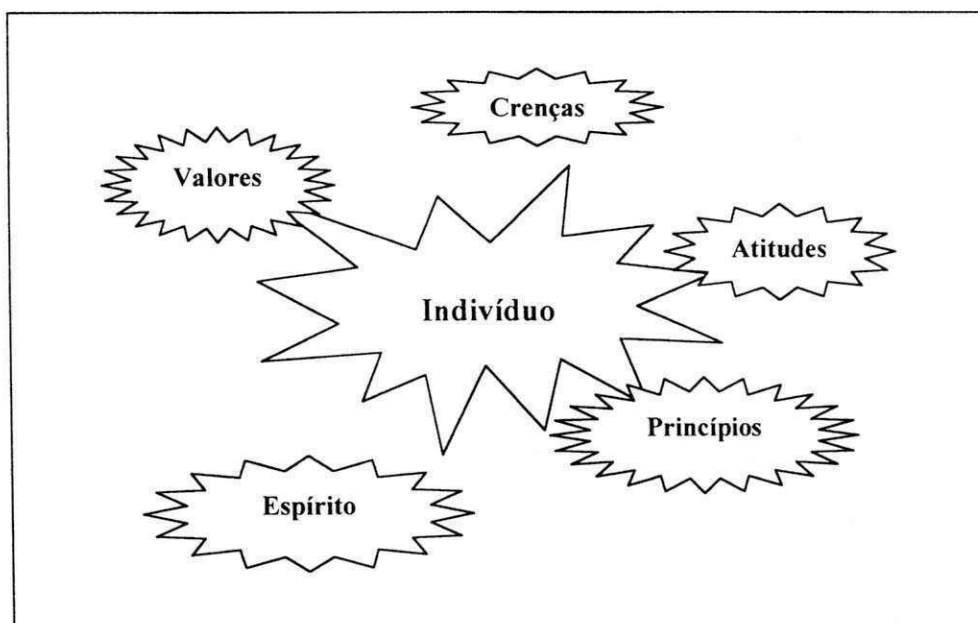 Crenças
Valores
Atitudes
Indivíduo
Princípios
Espírito